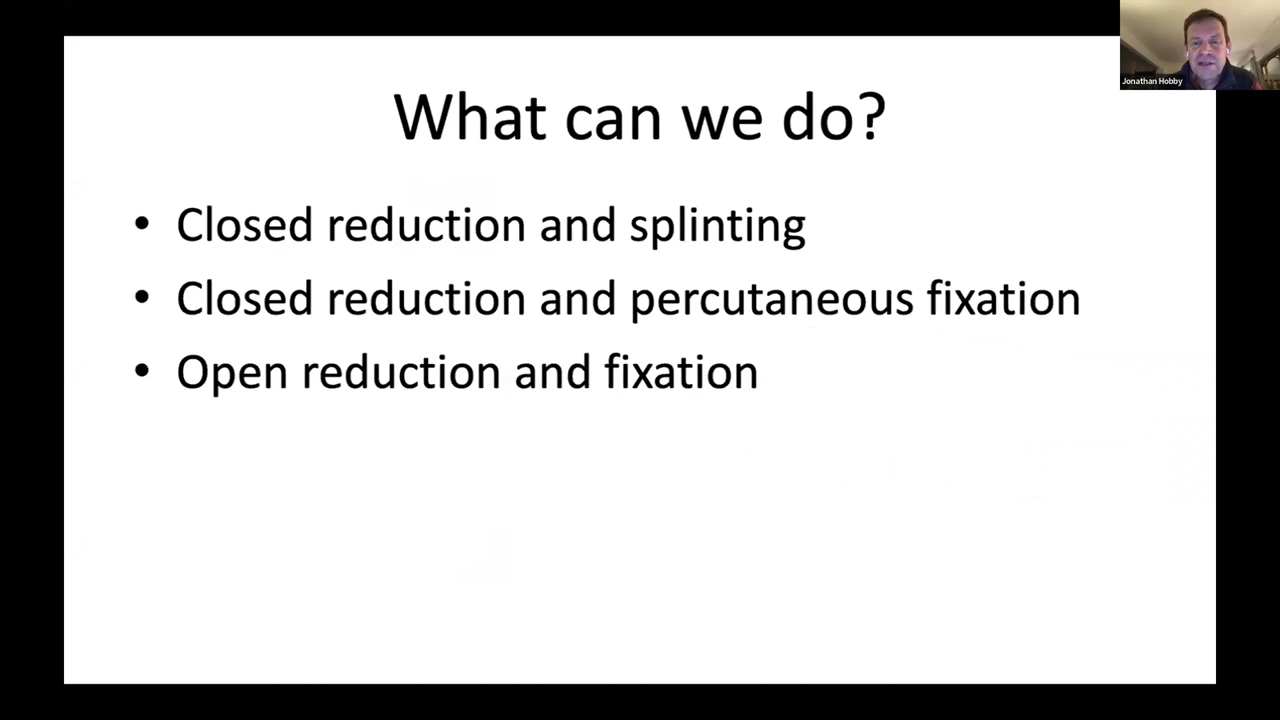 Jonathan Hobby
What can we do?
• Closed reduction and splinting
• Closed reduction and percutaneous fixation
• Open reduction and fixation